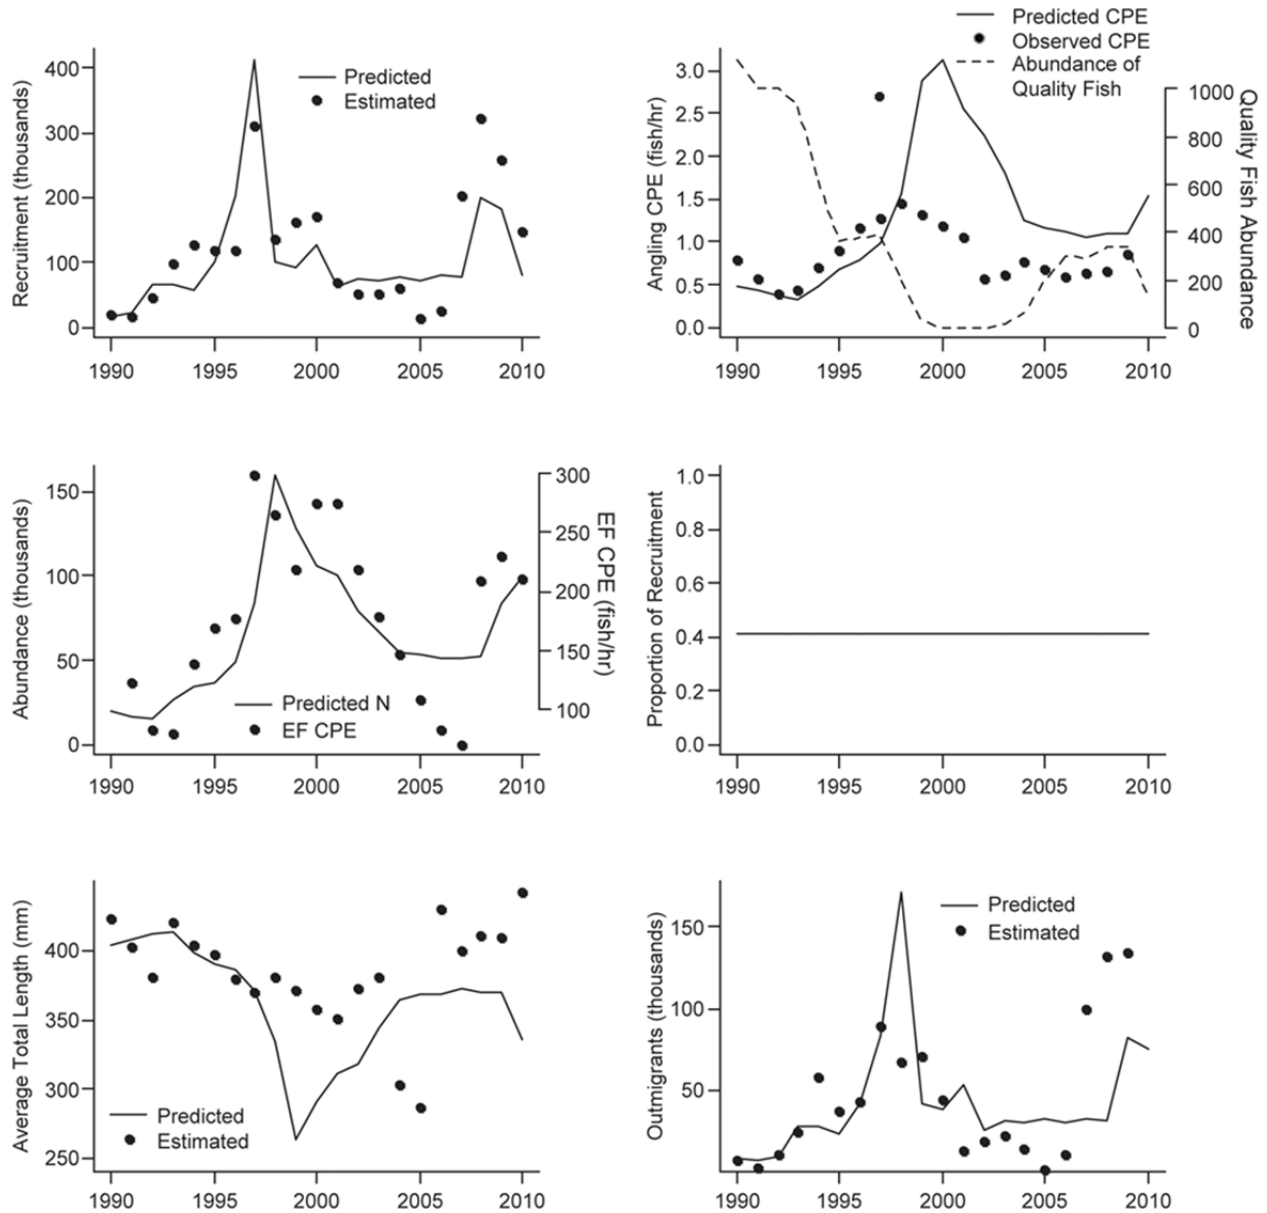 Recruitment (thousands)
400
300
200
100
0
Predicted
Estimated
1990 1995 2000 2005 2010
Predicted CPE
Observed CPE
Abundance of
Quality Fish
Angling CPE (fish/hr)
3.0
2.5
2.0
1.5
1.0
0.5
0.0
1000
800
600
400
200
0
Quality Fish Abundance
1990 1995 2000 2005 2010
Abundance (thousands)
150
100
50
0
300
250
200
150
100
EF CPE (fish/hr)
Predicted N
EF CPE
1990 1995 2000 2005 2010
Proportion of Recruitment
1.0
0.8
0.6
0.4
0.2
0.0
1990 1995 2000 2005 2010
Average Total Length (mm)
400
350
300
250
Predicted
Estimated
1990 1995 2000 2005 2010
Outmigrants (thousands)
150
100
50
Predicted
Estimated
1990 1995 2000 2005 2010